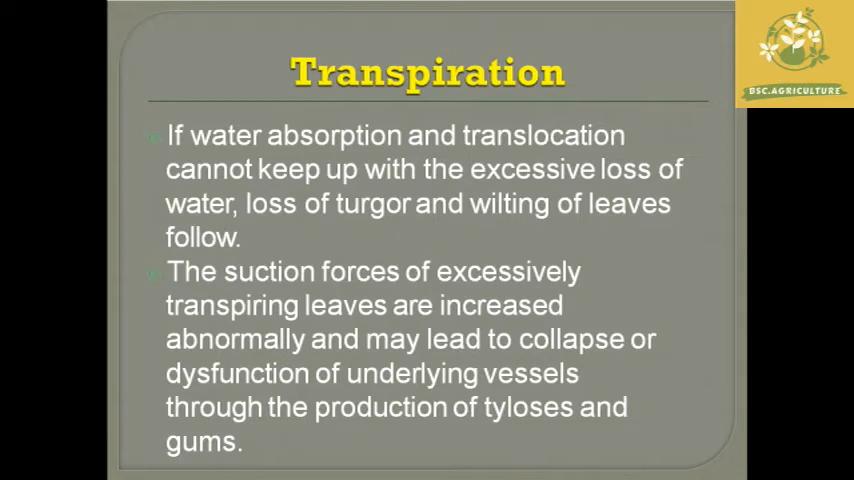 Transpiration
BSC.AGRICULTURE
If water absorption and translocation
cannot keep up with the excessive loss of
water, loss of turgor and wilting of leaves
follow.
The suction forces of excessively
transpiring leaves are increased
abnormally and may lead to collapse or
dysfunction of underlying vessels
through the production of tyloses and
gums.